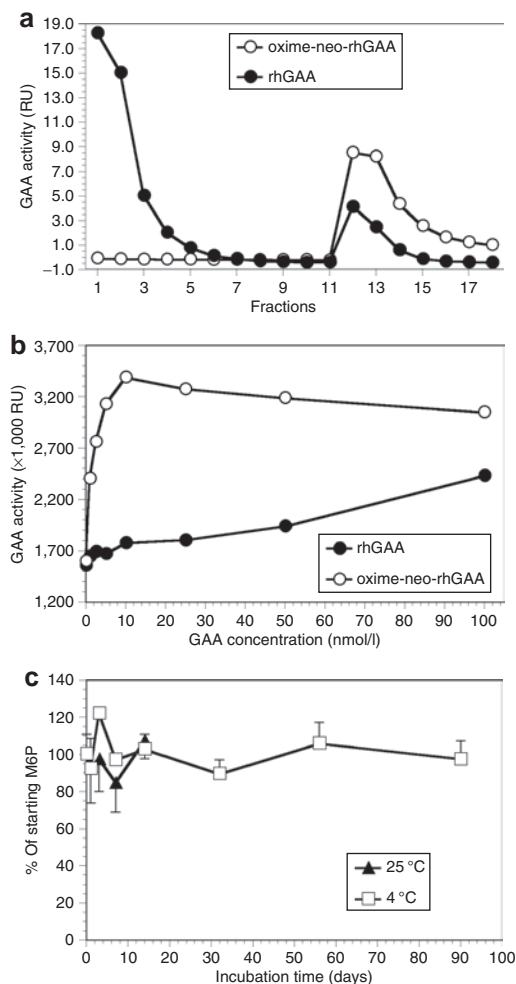 a
19.0
17.0
15.0
13.0
11.0
9.0
7.0
5.0
3.0
1.0
−1.0
GAA activity (RU)
oxime-neo-rhGAA
rhGAA
1 3 5 7 9 11 13 15 17
Fractions
b
3,700
3,200
2,700
2,200
1,700
1,200
GAA activity (×1,000 RU)
rhGAA
oxime-neo-rhGAA
0 10 20 30 40 50 60 70 80 90 100
GAA concentration (nmol/l)
c
140
120
100
80
60
40
20
0
% Of starting M6P
25 °C
4 °C
0 10 20 30 40 50 60 70 80 90 100
Incubation time (days)